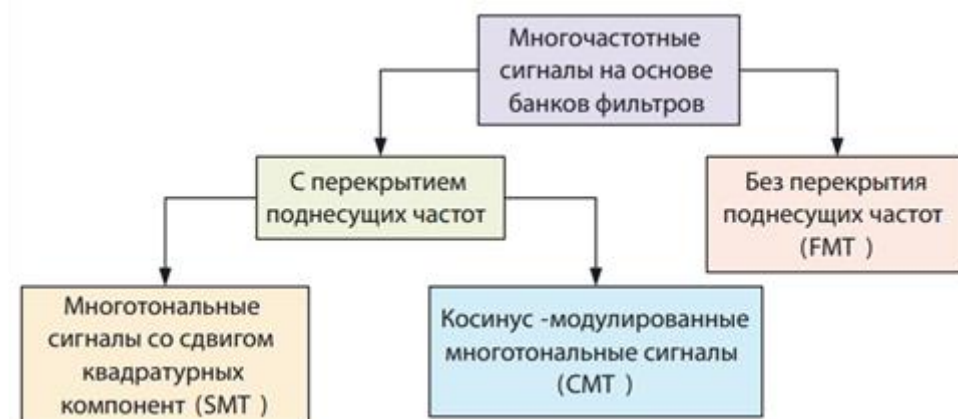 Многочастотные
сигналы на основе
банков фильтров
С перекрытием
поднесущих частот
Без перекрытия
поднесущих частот
(FMT )
Многотональные
сигналы со сдвигом
квадратурных
компонент (SMT )
Косинус -модулированные
многотональные сигналы
(CMT )